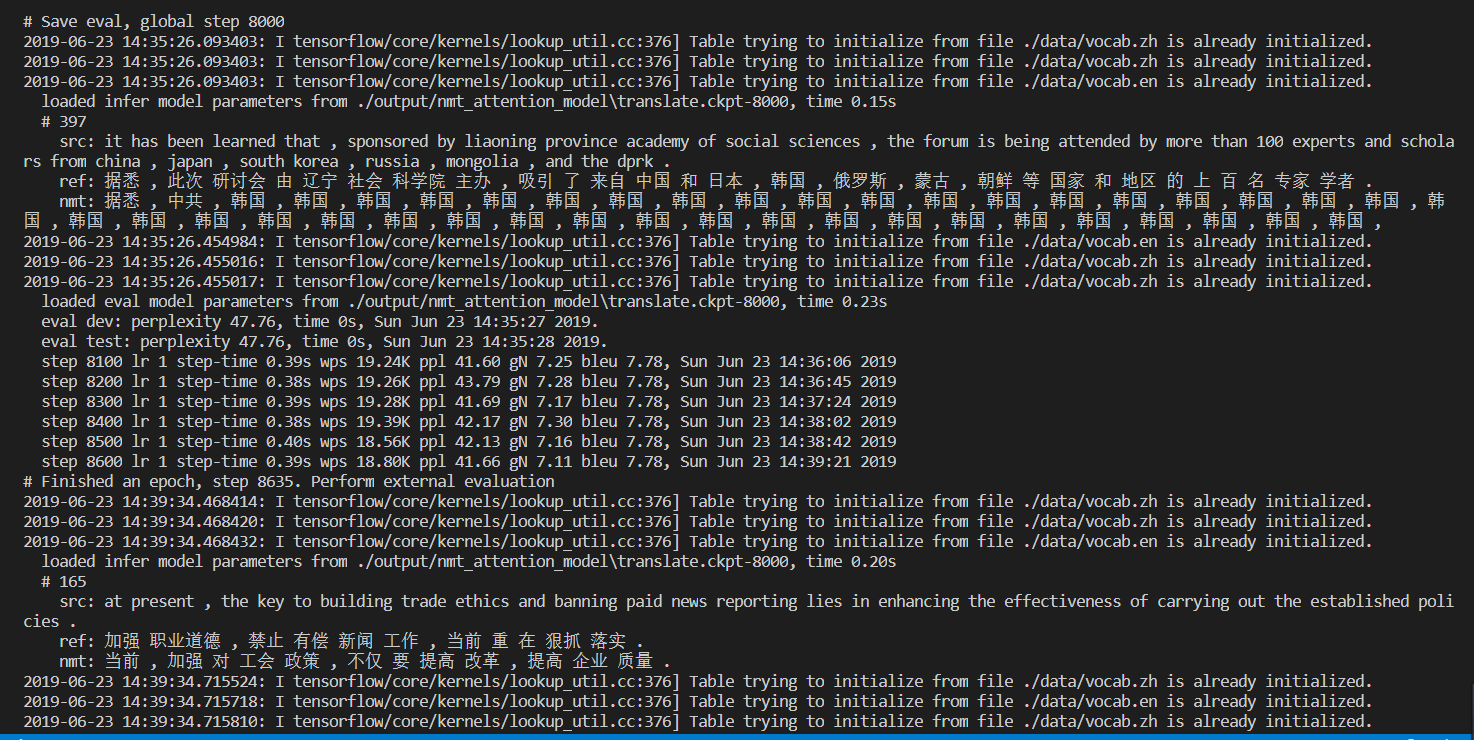 # Save eval, global step 8000
2019-06-23 14:35:26.093403: I tensorflow/core/kernels/lookup_util.cc:376] Table trying to initialize from file ./data/vocab.zh is already initialized.
2019-06-23 14:35:26.093403: I tensorflow/core/kernels/lookup_util.cc:376] Table trying to initialize from file ./data/vocab.zh is already initialized.
2019-06-23 14:35:26.093403: I tensorflow/core/kernels/lookup_util.cc:376] Table trying to initialize from file ./data/vocab.en is already initialized.
  loaded infer model parameters from ./output/nmt_attention_model\translate.ckpt-8000, time 0.15s
  # 397
    src: it has been learned that , sponsored by liaoning province academy of social sciences , the forum is being attended by more than 100 experts and schola
rs from china , japan , south korea , russia , mongolia , and the dprk .
    ref: 据悉 , 此次 研讨会 由 辽宁 社会 科学院 主办 , 吸引 了 来自 中国 和 日本 , 韩国 , 俄罗斯 , 蒙古 , 朝鲜 等 国家 和 地区 的 上 百 名 专家 学者 .
    nmt: 据悉 , 中共 , 韩国 , 韩国 , 韩国 , 韩国 , 韩国 , 韩国 , 韩国 , 韩国 , 韩国 , 韩国 , 韩国 , 韩国 , 韩国 , 韩国 , 韩国 , 韩国 , 韩国 , 韩国 , 韩国 , 韩
国 , 韩国 , 韩国 , 韩国 , 韩国 , 韩国 , 韩国 , 韩国 , 韩国 , 韩国 , 韩国 , 韩国 , 韩国 , 韩国 , 韩国 , 韩国 , 韩国 , 韩国 , 韩国 , 韩国 , 韩国 ,
2019-06-23 14:35:26.454984: I tensorflow/core/kernels/lookup_util.cc:376] Table trying to initialize from file ./data/vocab.en is already initialized.
2019-06-23 14:35:26.455016: I tensorflow/core/kernels/lookup_util.cc:376] Table trying to initialize from file ./data/vocab.zh is already initialized.
2019-06-23 14:35:26.455017: I tensorflow/core/kernels/lookup_util.cc:376] Table trying to initialize from file ./data/vocab.zh is already initialized.
  loaded eval model parameters from ./output/nmt_attention_model\translate.ckpt-8000, time 0.23s
  eval dev: perplexity 47.76, time 0s, Sun Jun 23 14:35:27 2019.
  eval test: perplexity 47.76, time 0s, Sun Jun 23 14:35:28 2019.
  step 8100 lr 1 step-time 0.39s wps 19.24K ppl 41.60 gN 7.25 bleu 7.78, Sun Jun 23 14:36:06 2019
  step 8200 lr 1 step-time 0.38s wps 19.26K ppl 43.79 gN 7.28 bleu 7.78, Sun Jun 23 14:36:45 2019
  step 8300 lr 1 step-time 0.39s wps 19.28K ppl 41.69 gN 7.17 bleu 7.78, Sun Jun 23 14:37:24 2019
  step 8400 lr 1 step-time 0.38s wps 19.39K ppl 42.17 gN 7.30 bleu 7.78, Sun Jun 23 14:38:02 2019
  step 8500 lr 1 step-time 0.40s wps 18.56K ppl 42.13 gN 7.16 bleu 7.78, Sun Jun 23 14:38:42 2019
  step 8600 lr 1 step-time 0.39s wps 18.80K ppl 41.66 gN 7.11 bleu 7.78, Sun Jun 23 14:39:21 2019
# Finished an epoch, step 8635. Perform external evaluation
2019-06-23 14:39:34.468414: I tensorflow/core/kernels/lookup_util.cc:376] Table trying to initialize from file ./data/vocab.zh is already initialized.
2019-06-23 14:39:34.468420: I tensorflow/core/kernels/lookup_util.cc:376] Table trying to initialize from file ./data/vocab.zh is already initialized.
2019-06-23 14:39:34.468432: I tensorflow/core/kernels/lookup_util.cc:376] Table trying to initialize from file ./data/vocab.en is already initialized.
  loaded infer model parameters from ./output/nmt_attention_model\translate.ckpt-8000, time 0.20s
  # 165
    src: at present , the key to building trade ethics and banning paid news reporting lies in enhancing the effectiveness of carrying out the established poli
cies .
    ref: 加强 职业道德 , 禁止 有偿 新闻 工作 , 当前 重 在 狠抓 落实 .
    nmt: 当前 , 加强 对 工会 政策 , 不仅 要 提高 改革 , 提高 企业 质量 .
2019-06-23 14:39:34.715524: I tensorflow/core/kernels/lookup_util.cc:376] Table trying to initialize from file ./data/vocab.zh is already initialized.
2019-06-23 14:39:34.715718: I tensorflow/core/kernels/lookup_util.cc:376] Table trying to initialize from file ./data/vocab.en is already initialized.
2019-06-23 14:39:34.715810: I tensorflow/core/kernels/lookup_util.cc:376] Table trying to initialize from file ./data/vocab.zh is already initialized.